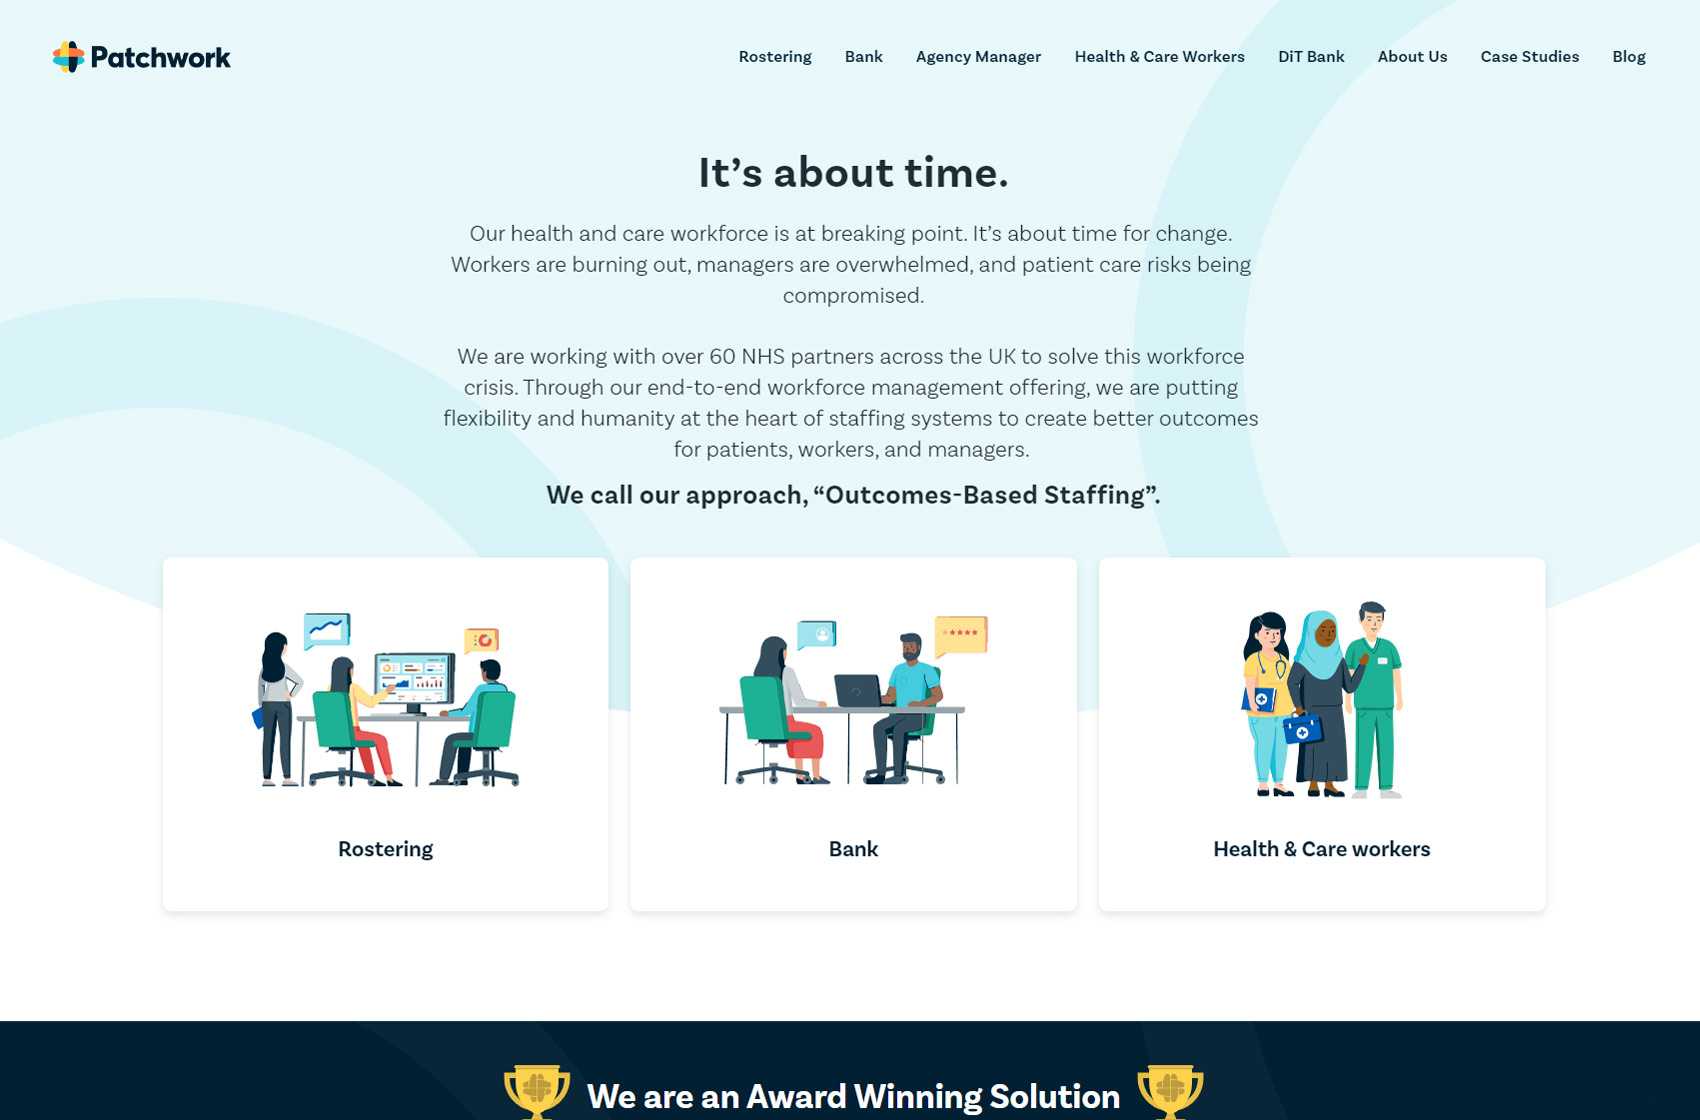 Patchwork
Rostering Bank Agency Manager Health & Care Workers DiT Bank About Us Case Studies Blog
It’s about time.
Our health and care workforce is at breaking point. It’s about time for change.
Workers are burning out, managers are overwhelmed, and patient care risks being
compromised.
We are working with over 60 NHS partners across the UK to solve this workforce
crisis. Through our end-to-end workforce management offering, we are putting
flexibility and humanity at the heart of staffing systems to create better outcomes
for patients, workers, and managers.
We call our approach, “Outcomes-Based Staffing”.
Rostering
Bank
Health & Care workers
We are an Award Winning Solution